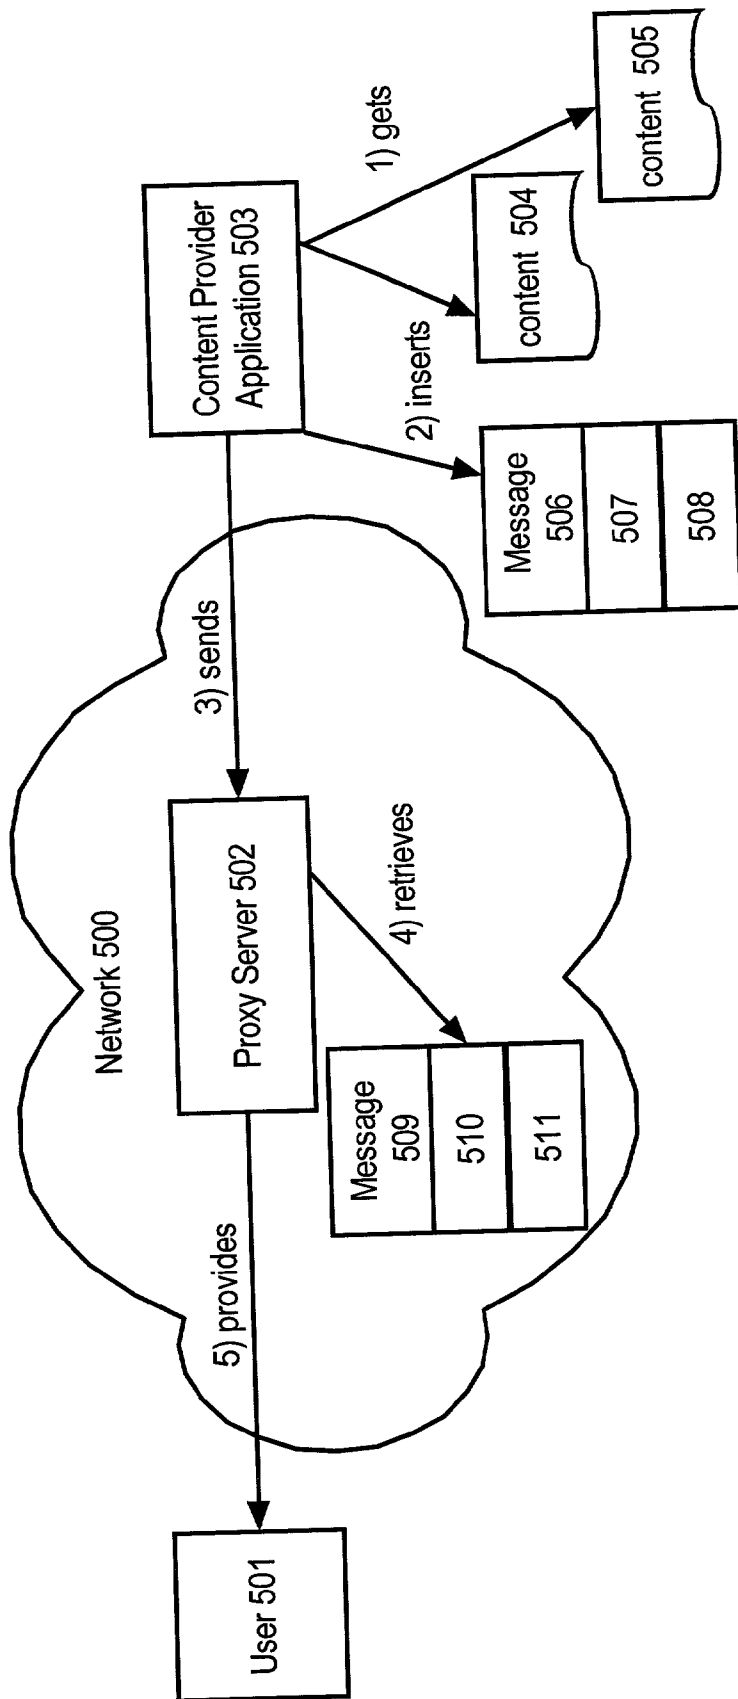 Network 500
User 501
5) provides
Proxy Server 502
3) sends
Content Provider
Application 503
4) retrieves
Message
509
510
511
2) inserts
Message
506
507
508
1) gets
content 504
content 505